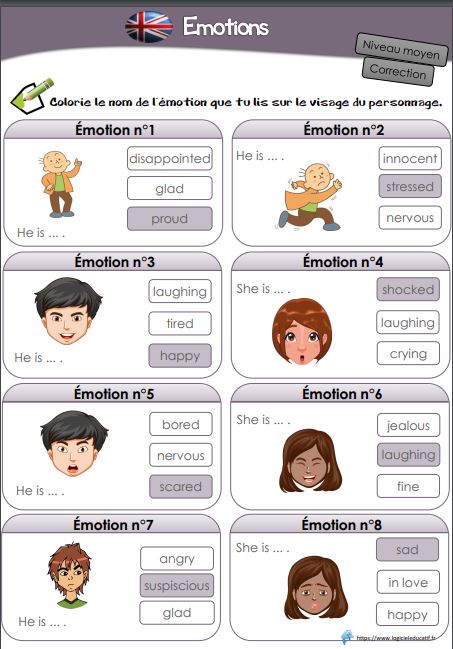 Emotions
Niveau moyen
Correction
Colorie le nom de l'émotion que tu lis sur le visage du personnage.
Émotion n°1
disappointed
glad
proud
He is ... .
Émotion n°2
He is ... .
innocent
stressed
nervous
Émotion n°3
laughing
tired
happy
He is ... .
Émotion n°4
She is ... .
shocked
laughing
crying
Émotion n°5
bored
nervous
scared
He is ... .
Émotion n°6
She is ... .
jealous
laughing
fine
Émotion n°7
angry
suspiscious
glad
He is ... .
Émotion n°8
She is ... .
sad
in love
happy
https://www.logicieleducatif.fr